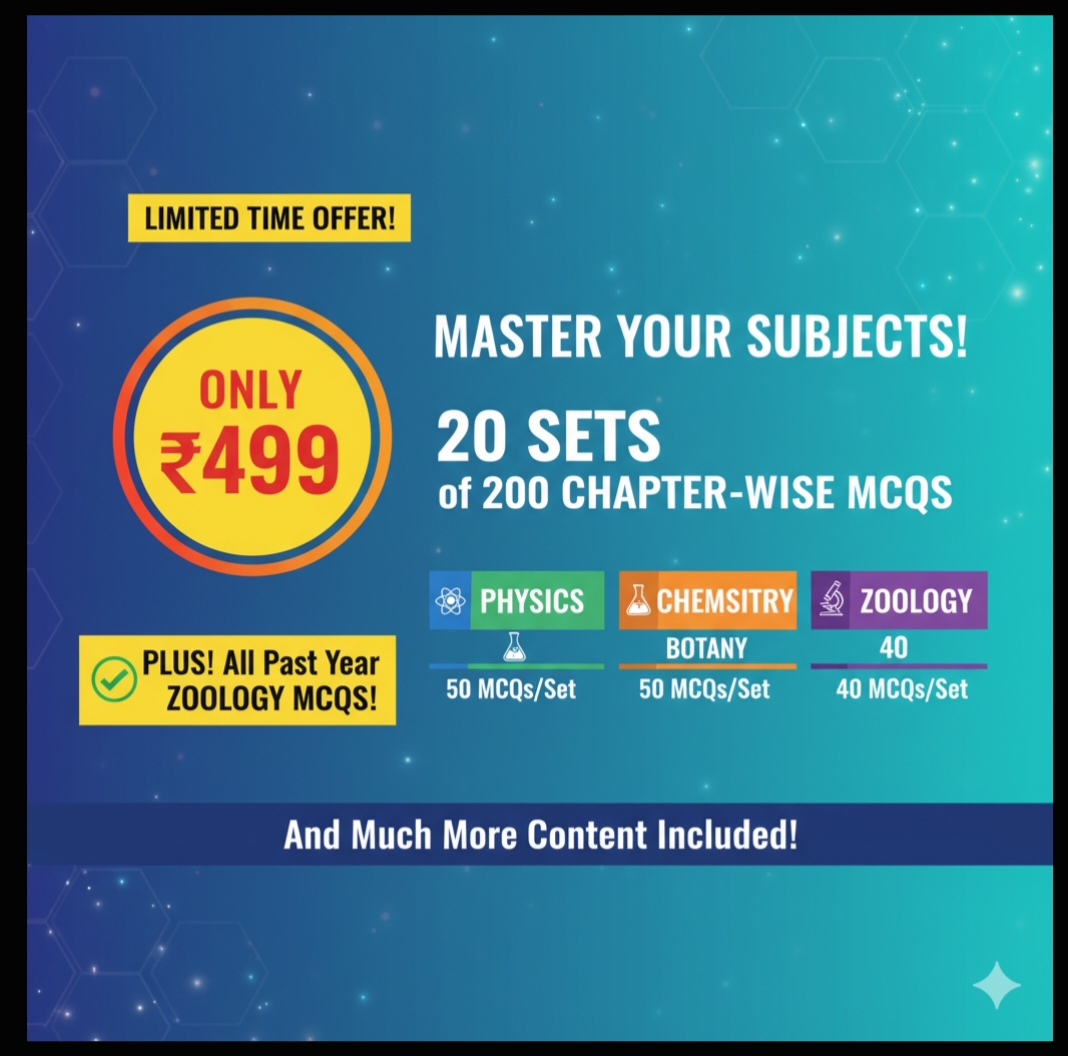 LIMITED TIME OFFER!
ONLY
₹499
MASTER YOUR SUBJECTS!
20 SETS
of 200 CHAPTER-WISE MCQS
PHYSICS
CHEMSITRY
ZOOLOGY
BOTANY
40
50 MCQs/Set
50 MCQs/Set
40 MCQs/Set
PLUS! All Past Year
ZOOLOGY MCQS!
And Much More Content Included!